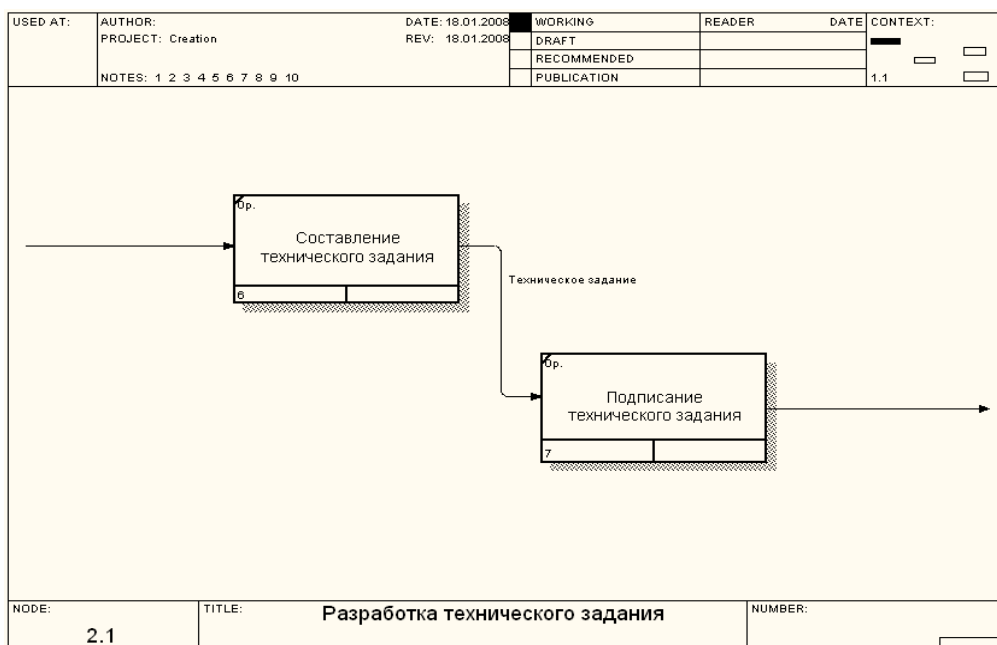 USED AT:
AUTHOR:
DATE: 18.01.2008
WORKING
READER
DATE
CONTEXT:
PROJECT: Creation
REV: 18.01.2008
DRAFT
RECOMMENDED
NOTES: 1 2 3 4 5 6 7 8 9 10
PUBLICATION
1.1
0р.
Составление
технического задания
6
Техническое задание
0р.
Подписание
технического задания
7
NODE:
TITLE:
Разработка технического задания
NUMBER:
2.1